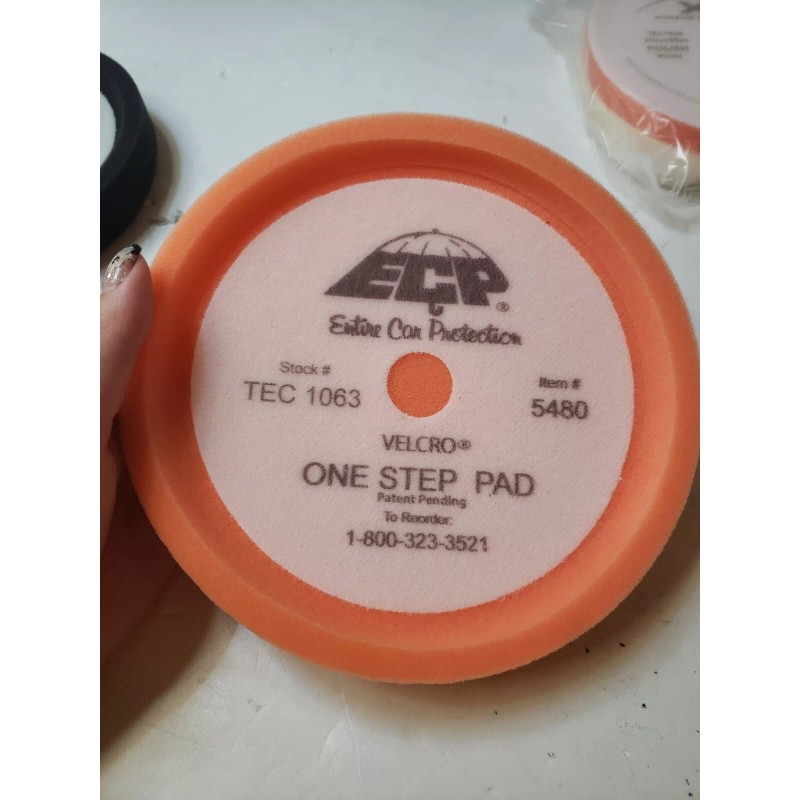 ECP®
Entire Car Protection
Stock #
TEC 1063
Item #
5480
VELCRO®
ONE STEP PAD
Patent Pending
To Reorder:
1-800-323-3521